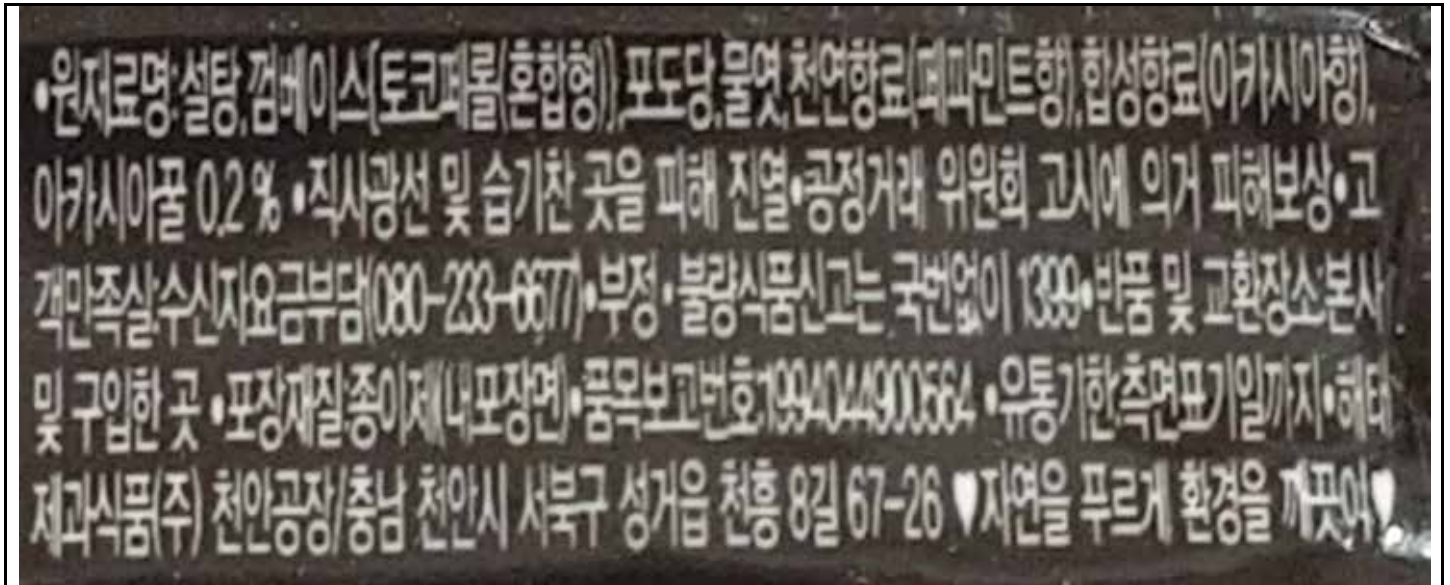 •원재료명:설탕,껌베이스{토코페롤(혼합형)},포도당,물엿,천연향료(페파민트향),합성향료(아카시아향),
아카시아꿀 0.2 % •직사광선 및 습기찬 곳을 피해 진열•공정거래 위원회 고시에 의거 피해보상•고
객만족실:수신자요금부담(080-233-6677)•부정•불량식품신고는 국번없이 1399•반품 및 교환장소:본사
및 구입한 곳 •포장재질:종이제(내포장면)•품목보고번호:1994044900564 •유통기한:측면표기일까지•해태
제과식품(주) 천안공장/충남 천안시 서북구 성거읍 천흥 8길 67-26 ♥자연을 푸르게 환경을 깨끗이♥